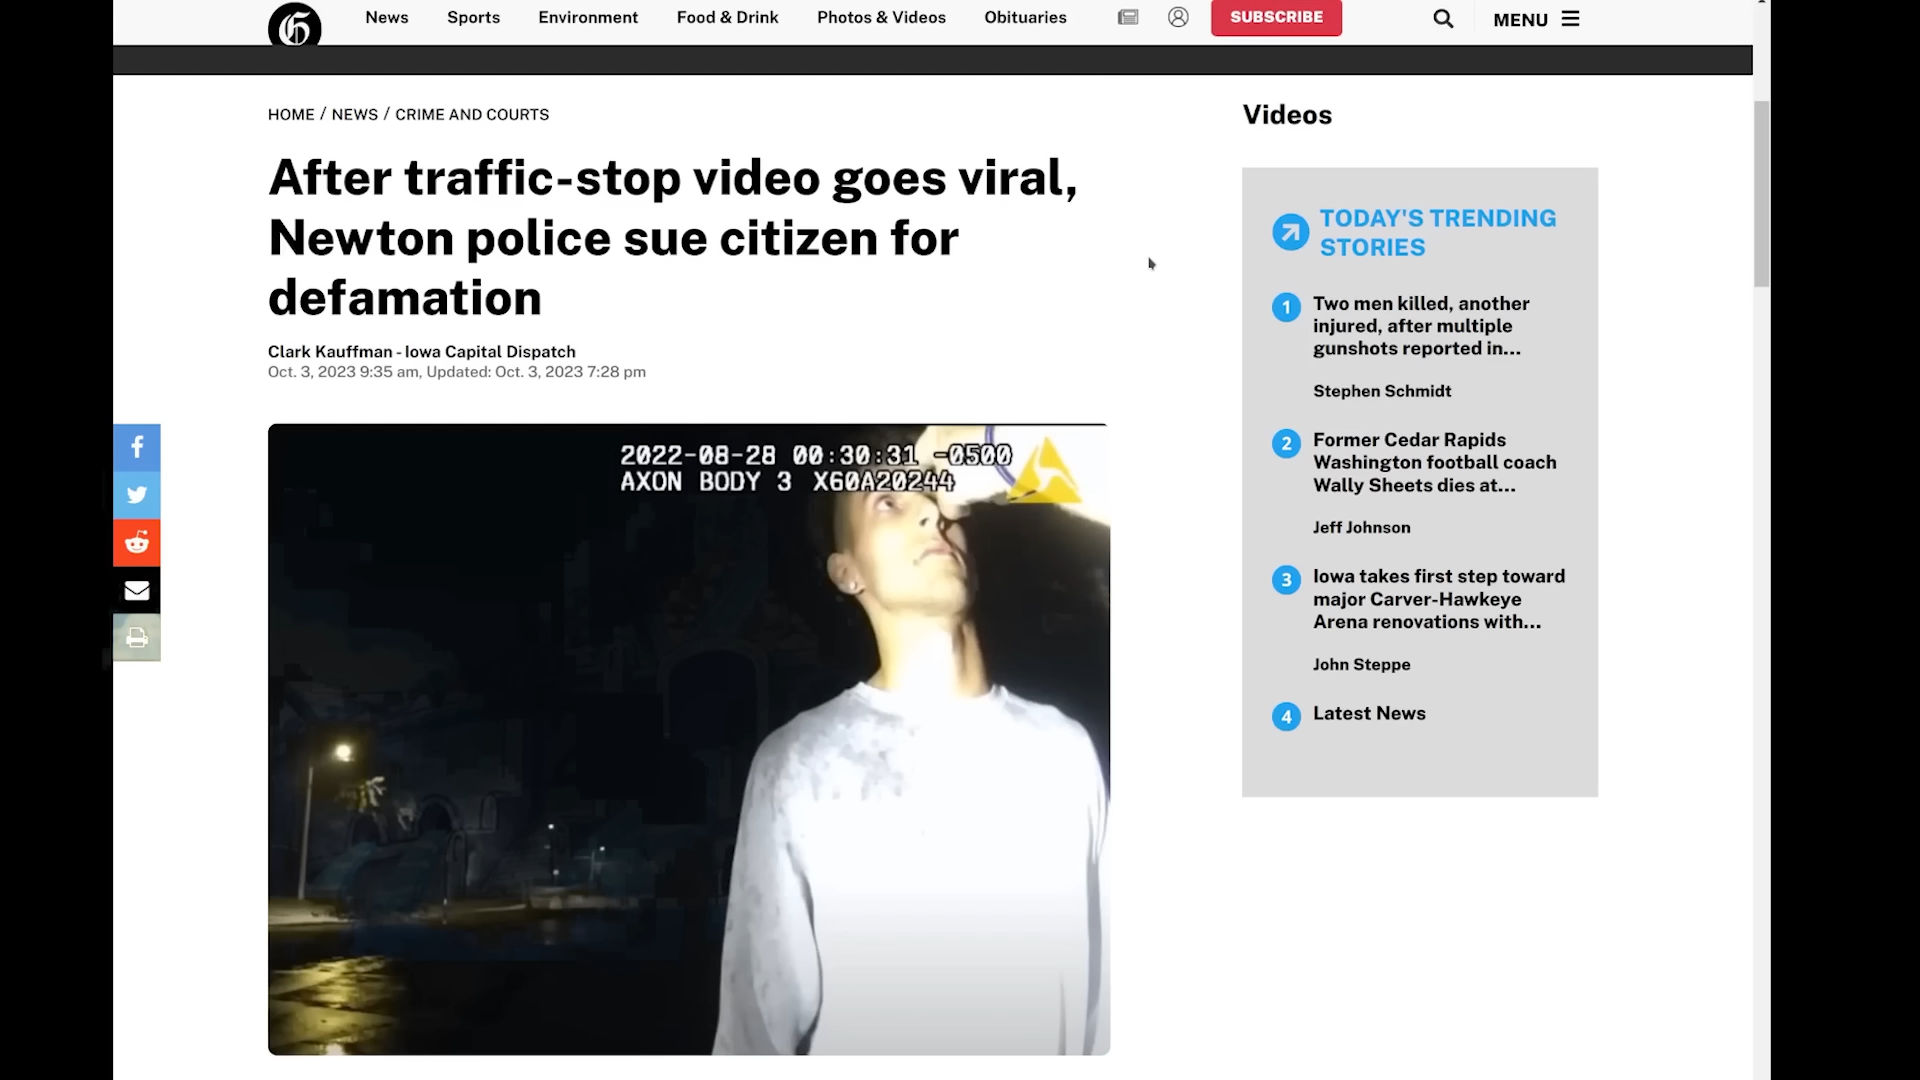 G
News Sports Environment Food & Drink Photos & Videos Obituaries SUBSCRIBE MENU
HOME / NEWS / CRIME AND COURTS
After traffic-stop video goes viral,
Newton police sue citizen for
defamation
Clark Kauffman - Iowa Capital Dispatch
Oct. 3, 2023 9:35 am, Updated: Oct. 3, 2023 7:28 pm
2022-08-28 00:30:31 -0500
AXON BODY 3 X60A20244
Videos
TODAY'S TRENDING
STORIES
1 Two men killed, another
injured, after multiple
gunshots reported in...
Stephen Schmidt
2 Former Cedar Rapids
Washington football coach
Wally Sheets dies at...
Jeff Johnson
3 Iowa takes first step toward
major Carver-Hawkeye
Arena renovations with...
John Steppe
4 Latest News